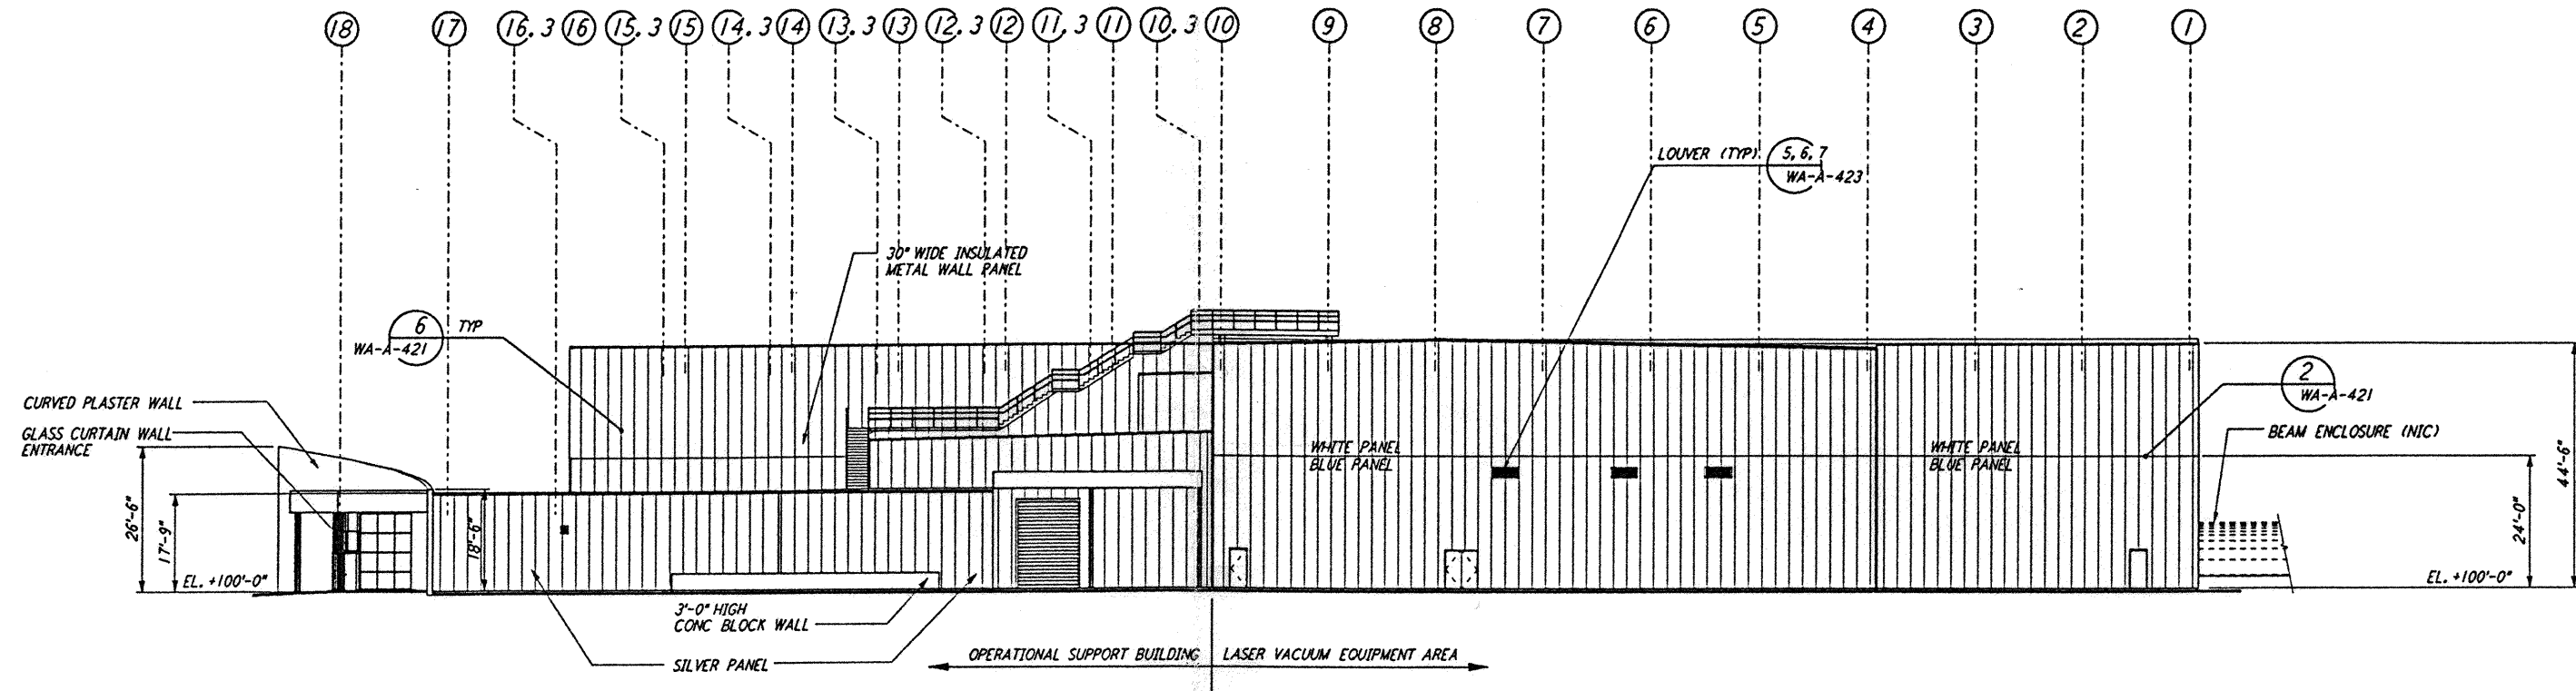 18 17 16.3 16 15.3 15 14.3 14 13.3 13 12.3 12 11.3 11 10.3 10 9 8 7 6 5 4 3 2 1
LOUVER (TYP)
5, 6, 7
WA-A-423
30" WIDE INSULATED
METAL WALL PANEL
6
TYP
WA-A-421
2
WA-A-421
CURVED PLASTER WALL
GLASS CURTAIN WALL
ENTRANCE
WHITE PANEL
BLUE PANEL
WHITE PANEL
BLUE PANEL
BEAM ENCLOSURE (NIC)
26'-6"
17'-9"
18'-6"
44'-6"
24'-0"
EL. +100'-0"
EL. +100'-0"
3'-0" HIGH
CONC BLOCK WALL
SILVER PANEL
OPERATIONAL SUPPORT BUILDING
LASER VACUUM EQUIPMENT AREA